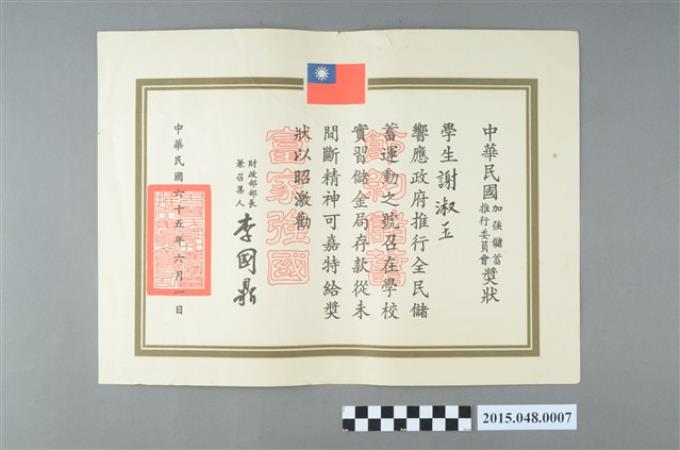 中華民國加強儲蓄推行委員會獎狀
學生謝淑玉
響應政府推行全民儲
蓄運動之號召在學校
實習儲金局存款從未
間斷精神可嘉特給獎
狀以昭激勸
財政部部長
兼召集人
李國鼎
中華民國六十五年六月一日
節約儲蓄
富家強國
2015.048.0007